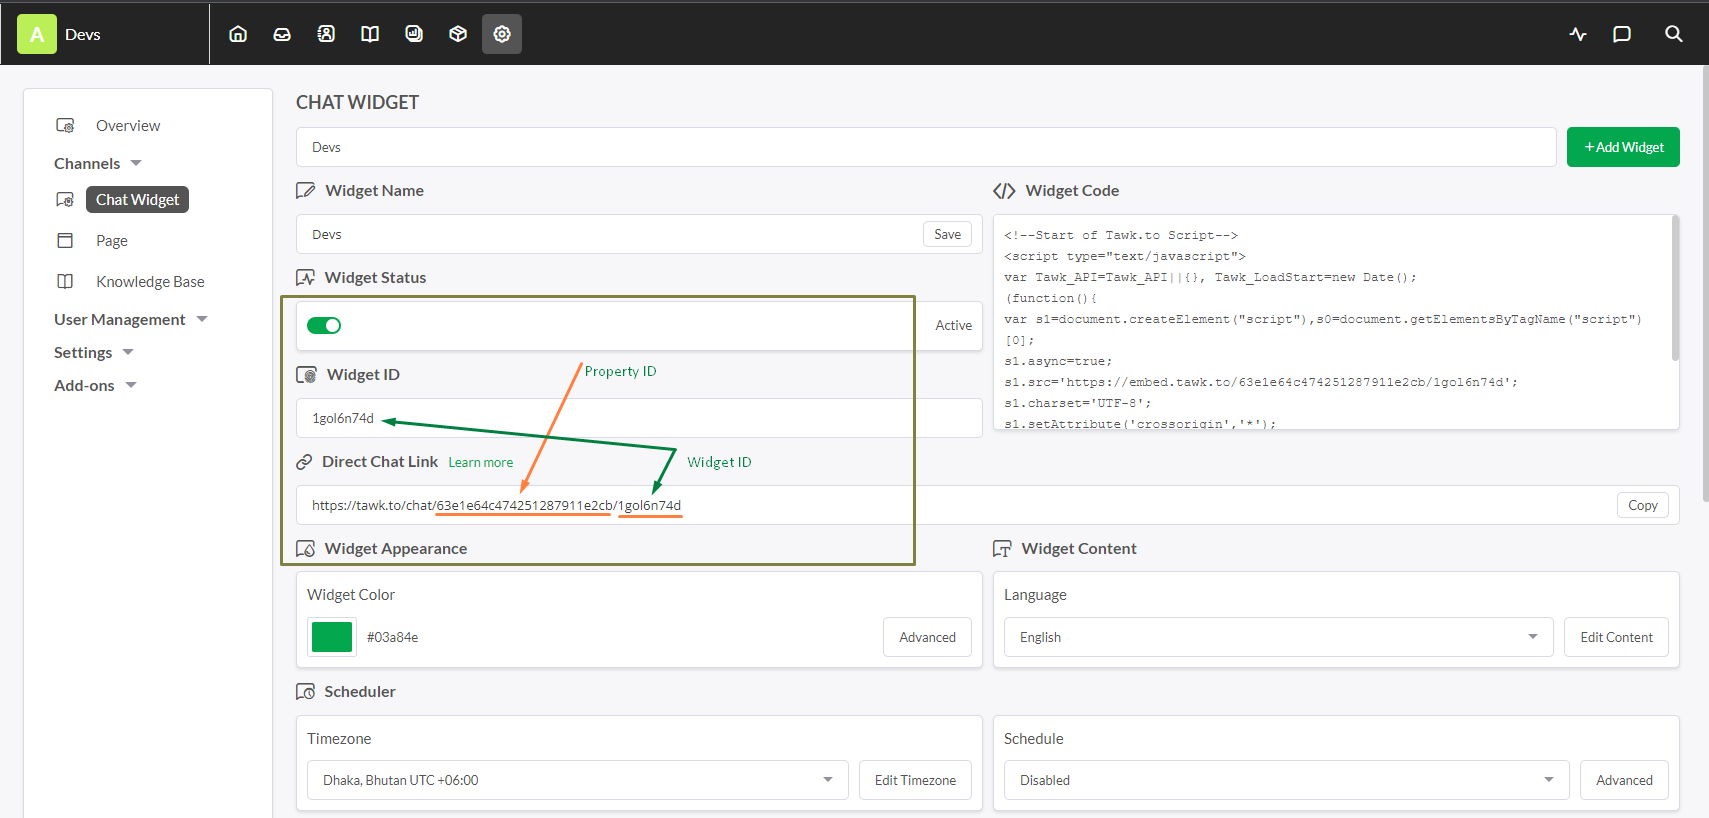 A Devs
Overview
Channels
Chat Widget
Page
Knowledge Base
User Management
Settings
Add-ons
CHAT WIDGET
Devs
+Add Widget
Widget Name
Devs
Save
Widget Status
Active
Widget ID
Property ID
1gol6n74d
Direct Chat Link Learn more
Widget ID
https://tawk.to/chat/63e1e64c474251287911e2cb/1gol6n74d
Copy
Widget Code
<!--Start of Tawk.to Script-->
<script type="text/javascript">
var Tawk_API=Tawk_API||{}, Tawk_LoadStart=new Date();
(function(){
var s1=document.createElement("script"),s0=document.getElementsByTagName("script")
[0];
s1.async=true;
s1.src='https://embed.tawk.to/63e1e64c474251287911e2cb/1gol6n74d';
s1.charset='UTF-8';
s1.setAttribute('crossorigin','*');
Widget Appearance
Widget Color
#03a84e
Advanced
Widget Content
Language
English
Edit Content
Scheduler
Timezone
Dhaka, Bhutan UTC +06:00
Edit Timezone
Schedule
Disabled
Advanced